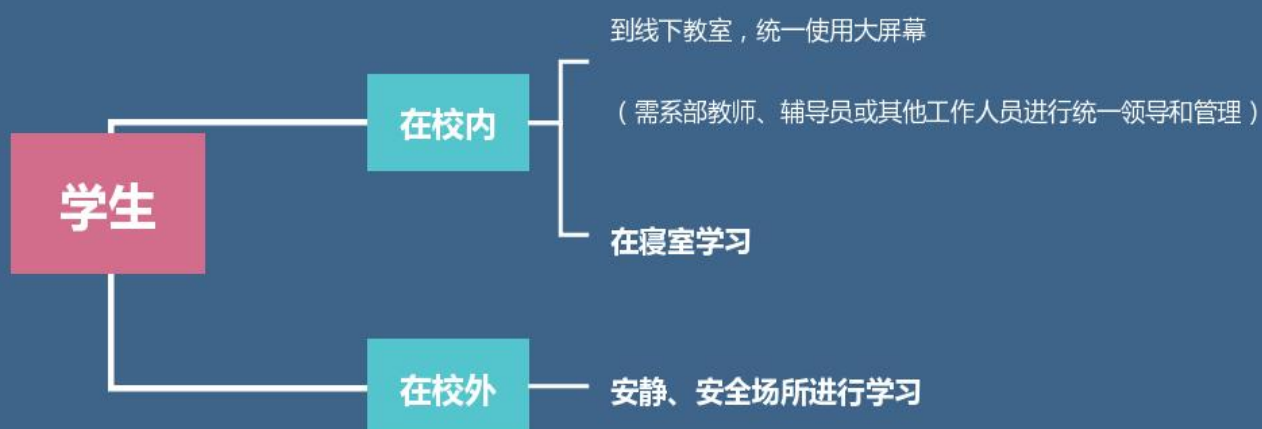 学生
在校内
到线下教室，统一使用大屏幕
（需系部教师、辅导员或其他工作人员进行统一领导和管理）
在寝室学习
在校外
安静、安全场所进行学习